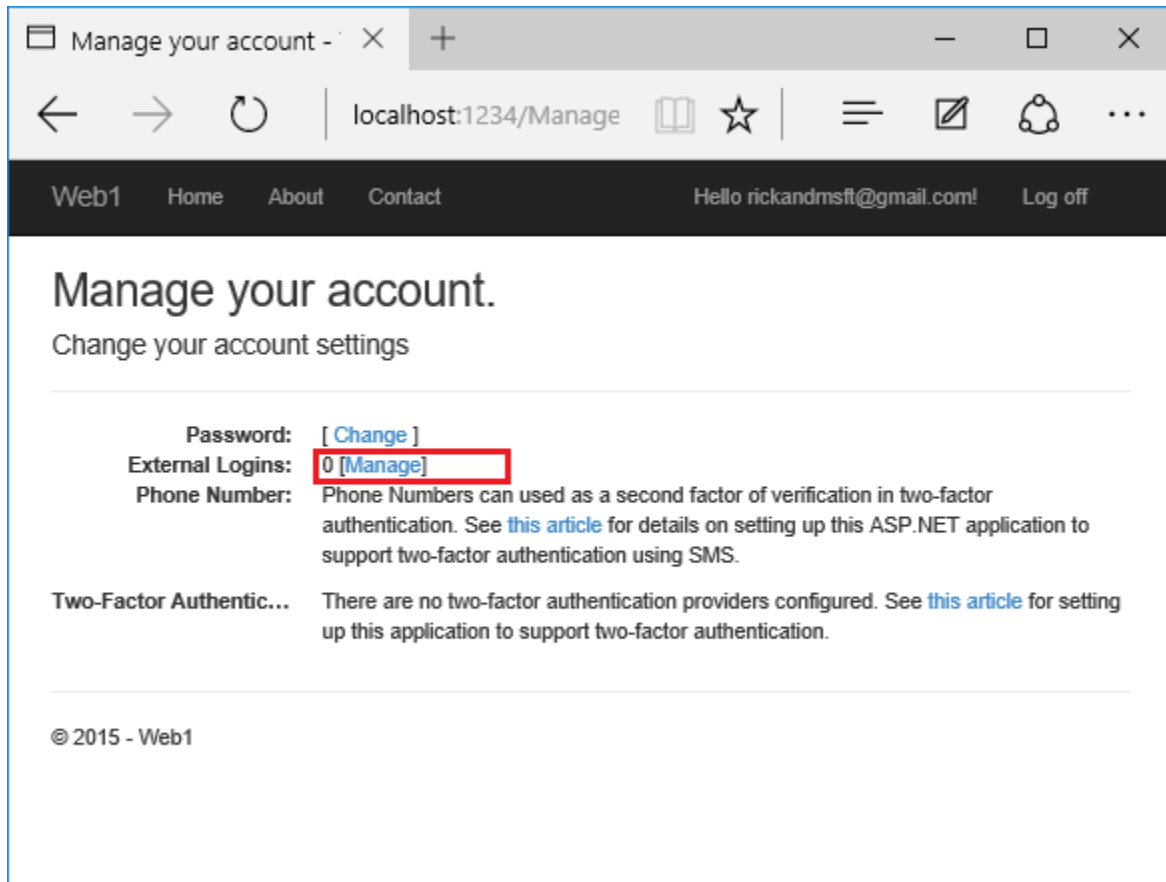 Manage your account -
localhost:1234/Manage
Web1 Home About Contact Hello rickandmsft@gmail.com! Log off
Manage your account.
Change your account settings
Password: [ Change ]
External Logins: 0 [Manage]
Phone Number: Phone Numbers can used as a second factor of verification in two-factor
authentication. See this article for details on setting up this ASP.NET application to
support two-factor authentication using SMS.
Two-Factor Authentic... There are no two-factor authentication providers configured. See this article for setting
up this application to support two-factor authentication.
© 2015 - Web1